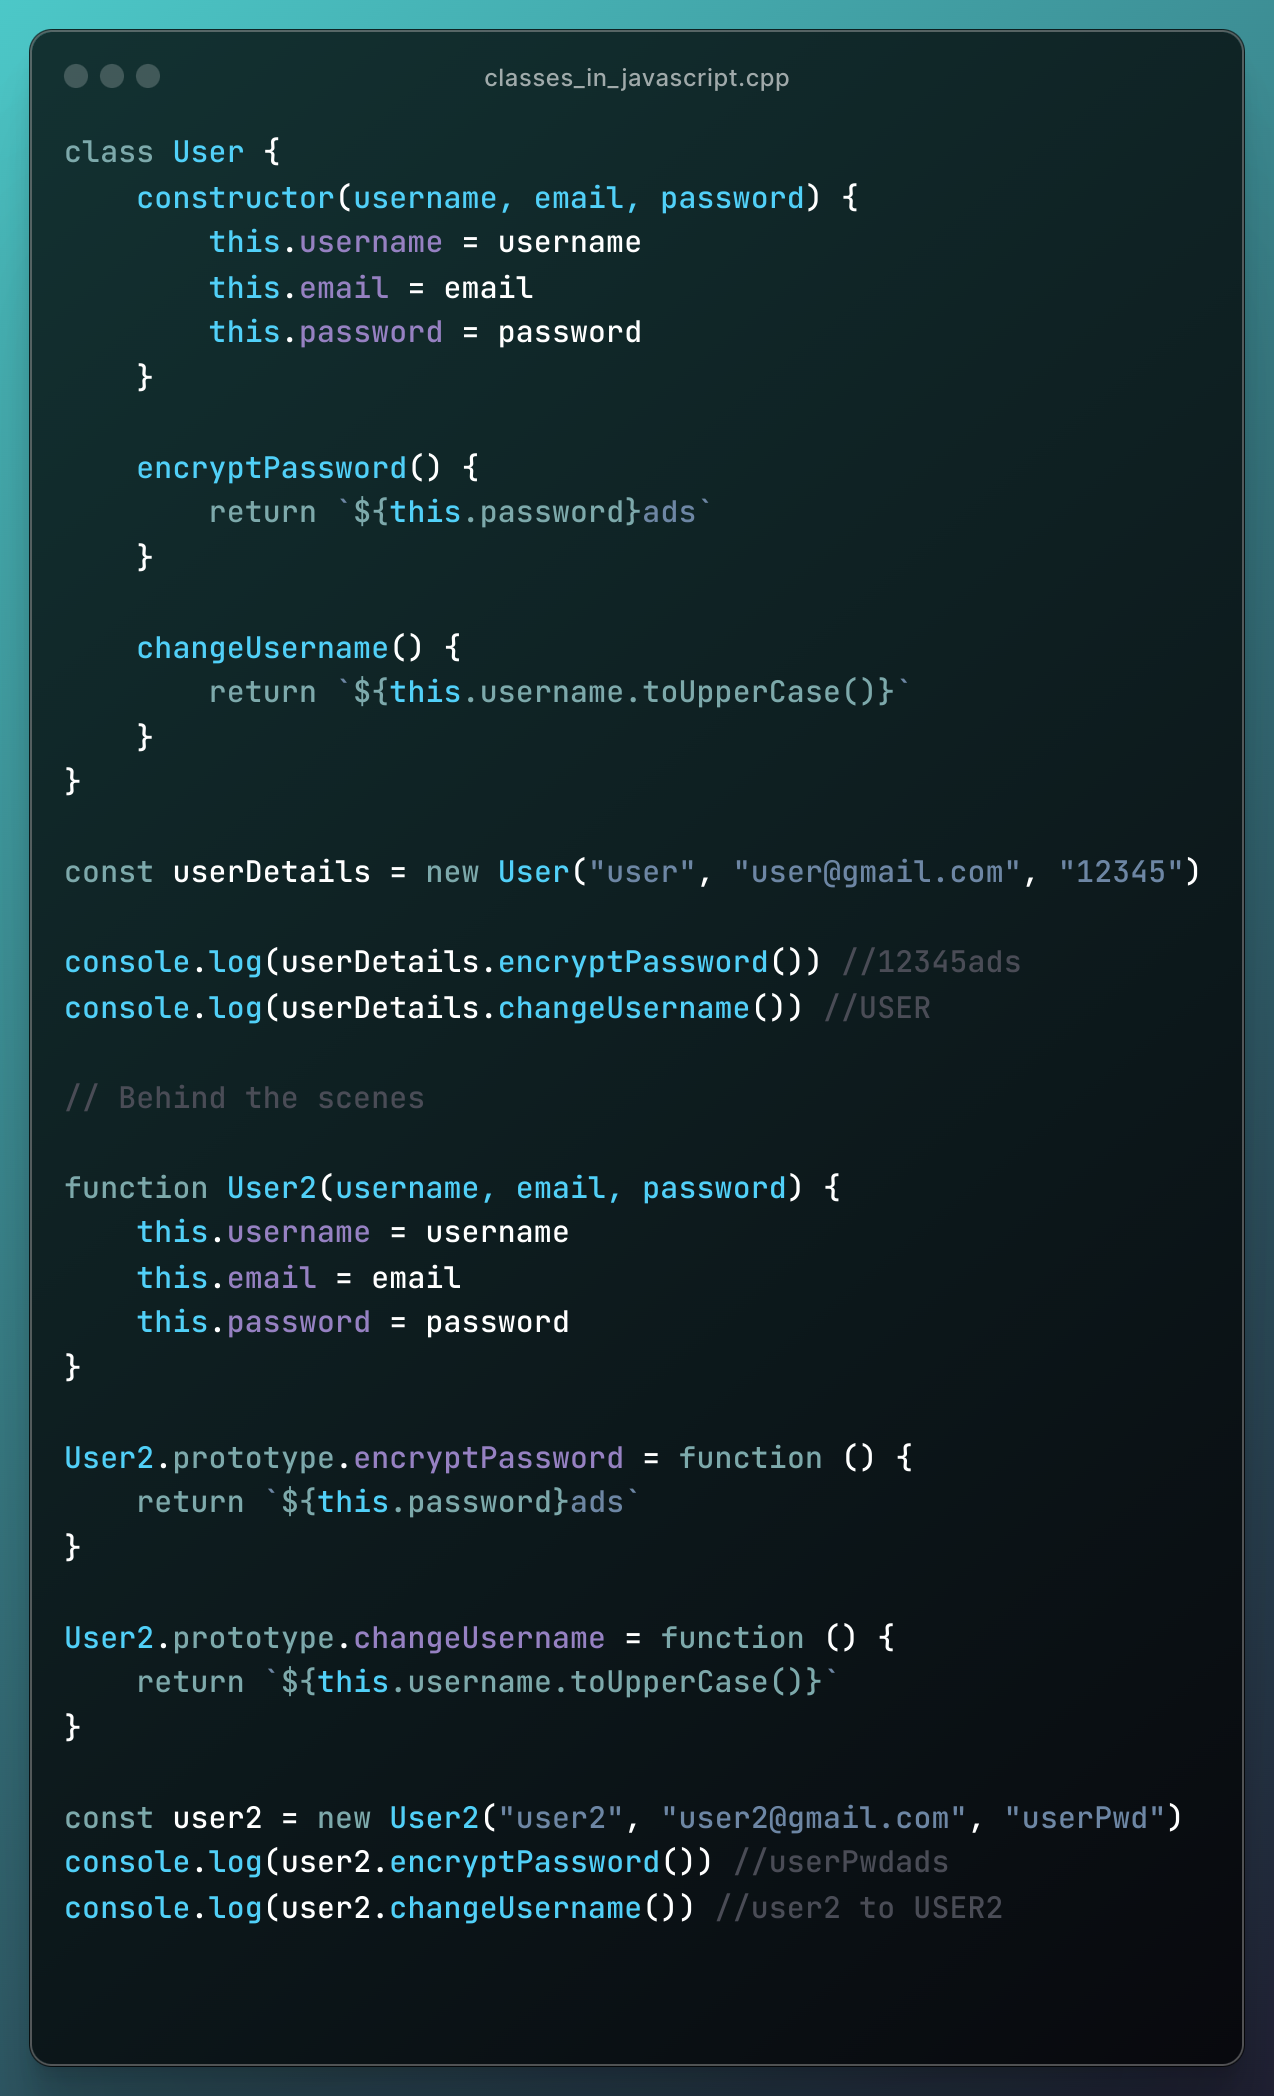 classes_in_javascript.cpp
class User {
    constructor(username, email, password) {
        this.username = username
        this.email = email
        this.password = password
    }

    encryptPassword() {
        return `${this.password}ads`
    }

    changeUsername() {
        return `${this.username.toUpperCase()}`
    }
}

const userDetails = new User("user", "user@gmail.com", "12345")

console.log(userDetails.encryptPassword()) //12345ads
console.log(userDetails.changeUsername()) //USER

// Behind the scenes

function User2(username, email, password) {
    this.username = username
    this.email = email
    this.password = password
}

User2.prototype.encryptPassword = function () {
    return `${this.password}ads`
}

User2.prototype.changeUsername = function () {
    return `${this.username.toUpperCase()}`
}

const user2 = new User2("user2", "user2@gmail.com", "userPwd")
console.log(user2.encryptPassword()) //userPwdads
console.log(user2.changeUsername()) //user2 to USER2